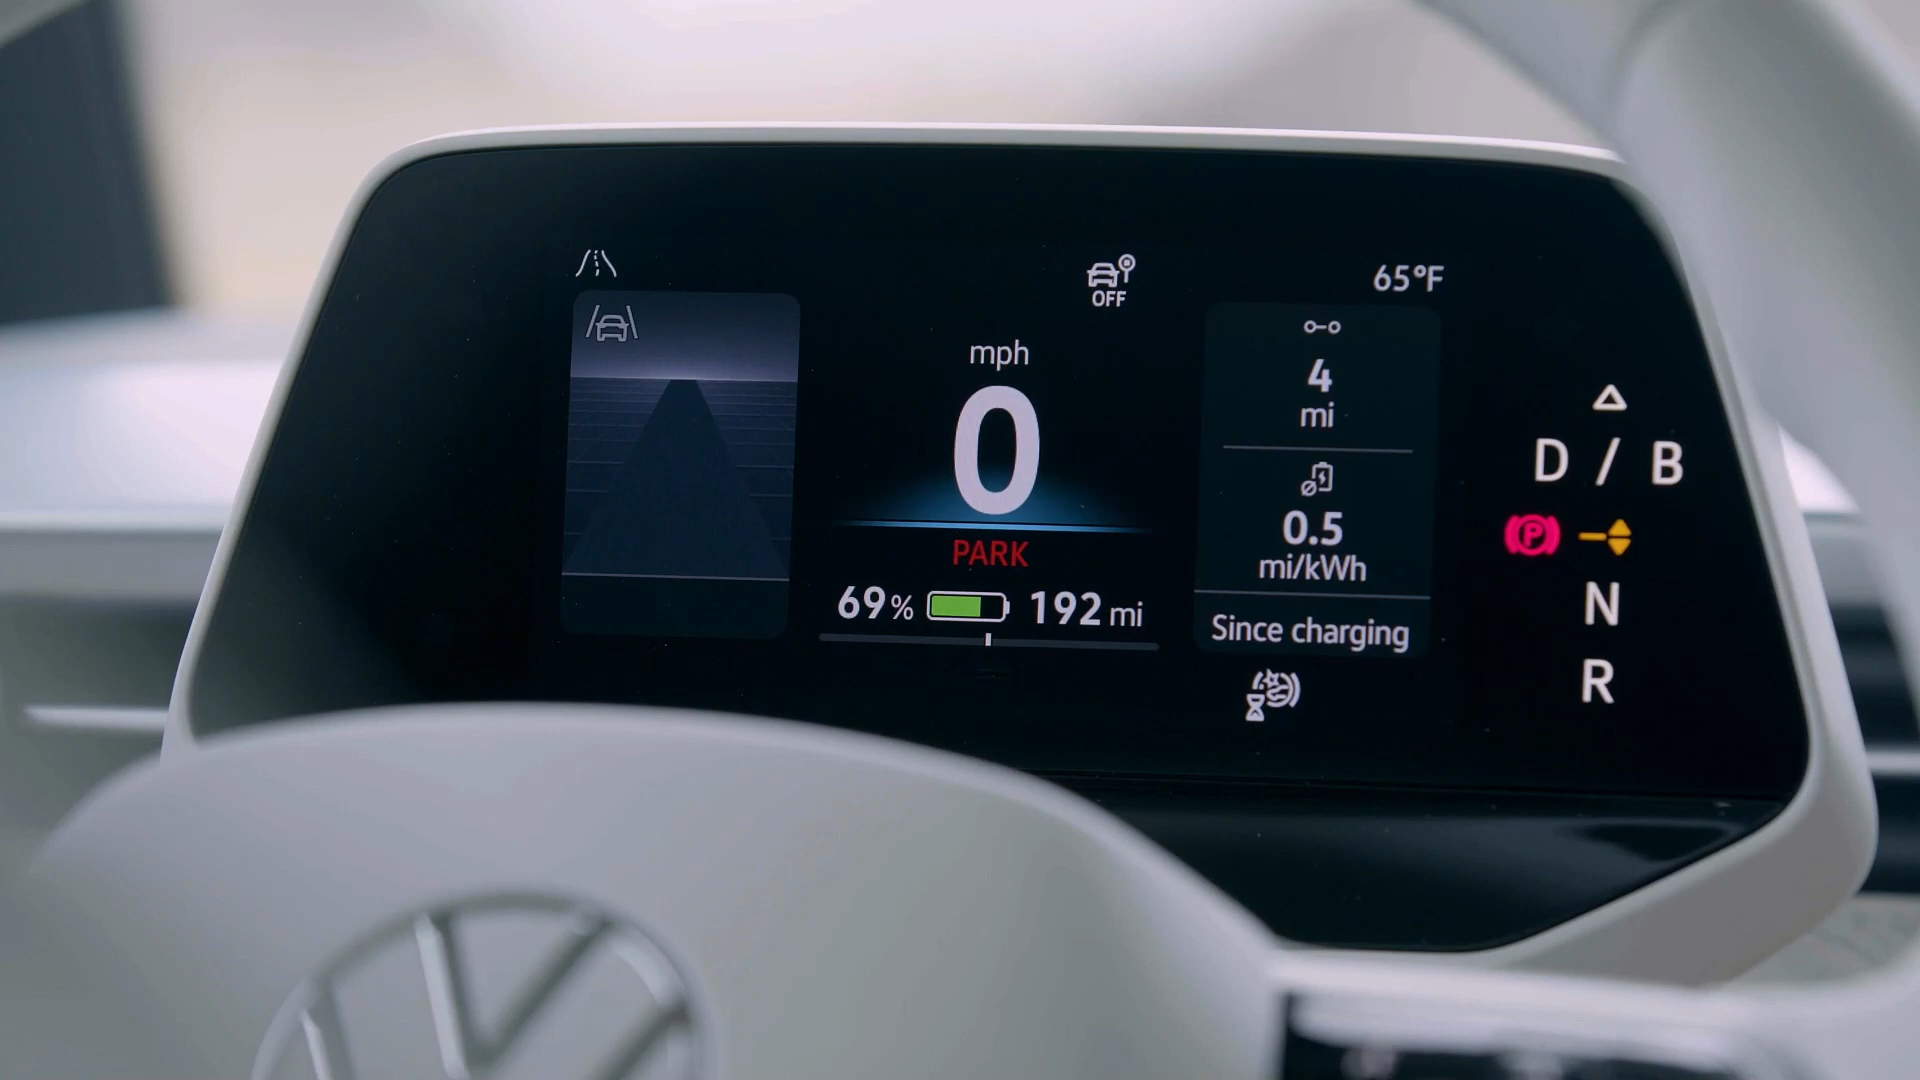 OFF
65°F
mph
0
PARK
69% 192 mi
4
mi
0.5
mi/kWh
Since charging
D / B
P
N
R